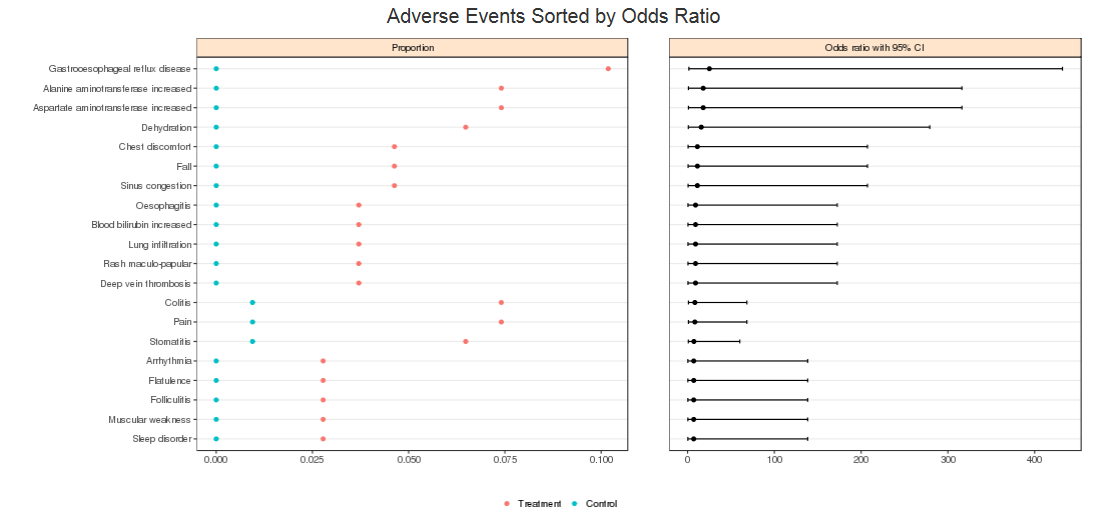 Adverse Events Sorted by Odds Ratio
Proportion
Odds ratio with 95% CI
Gastrooesophageal reflux disease
Alanine aminotransferase increased
Aspartate aminotransferase increased
Dehydration
Chest discomfort
Fall
Sinus congestion
Oesophagitis
Blood bilirubin increased
Lung infiltration
Rash maculo-papular
Deep vein thrombosis
Colitis
Pain
Stomatitis
Arrhythmia
Flatulence
Folliculitis
Muscular weakness
Sleep disorder
0.000 0.025 0.050 0.075 0.100
0 100 200 300 400
Treatment Control